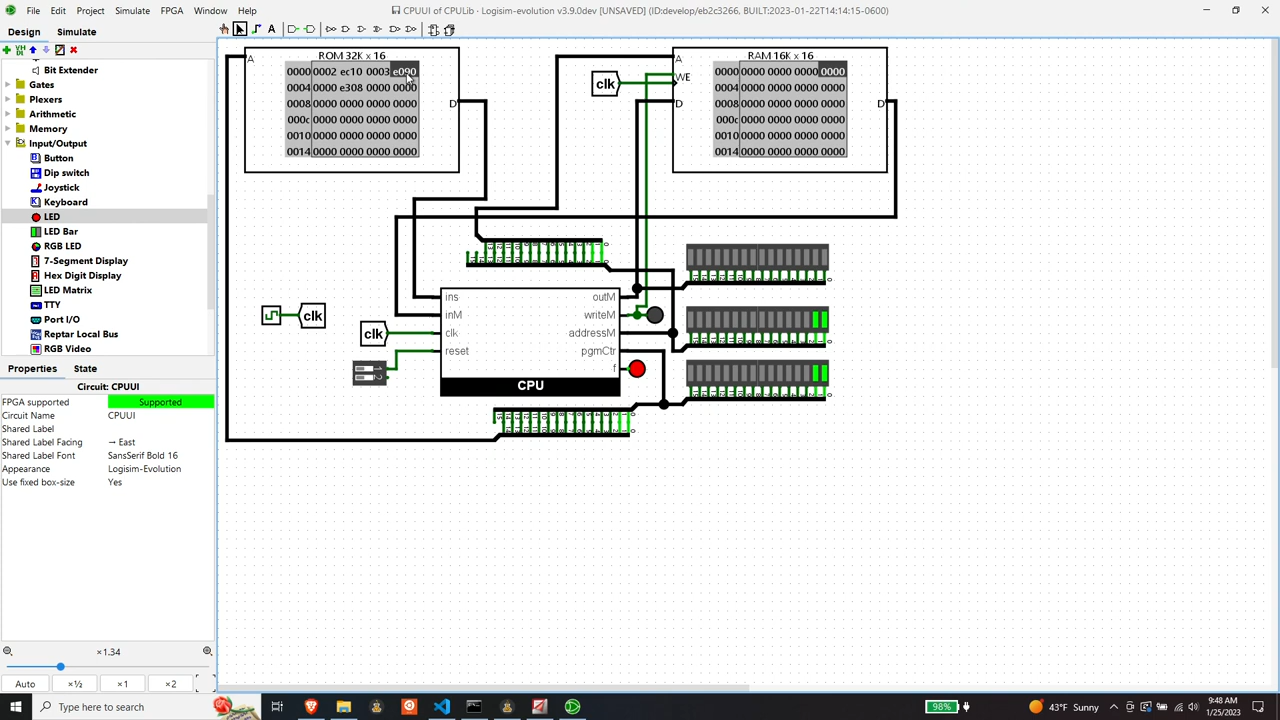 CPUUI of CPULib - Logisim-evolution v3.9.0dev [UNSAVED] (ID:develop/eb2c3266, BUILT:2023-01-22T14:14:15-0600)
File Edit Project Simulate FPGA Window Help
Design Simulate
Bit Extender
Gates
Plexers
Arithmetic
Memory
Input/Output
Button
Dip switch
Joystick
Keyboard
LED
LED Bar
RGB LED
7-Segment Display
Hex Digit Display
LED Matrix
TTY
Port I/O
Reptar Local Bus
RGB Video
Properties State
Circuit: CPUUI
FPGA supported Supported
Circuit Name CPUUI
Shared Label
Shared Label Facing → East
Shared Label Font SansSerif Bold 16
Appearance Logisim-Evolution
Use fixed box-size Yes
×1.34
Auto ×½ ×1 ×2
ROM 32K x 16
A
0000 0002 ec10 0003 e090
0004 0000 e308 0000 0000
0008 0000 0000 0000 0000
000c 0000 0000 0000 0000
0010 0000 0000 0000 0000
0014 0000 0000 0000 0000
D
clk
RAM 16K x 16
A
WE
D
0000 0000 0000 0000 0000
0004 0000 0000 0000 0000
0008 0000 0000 0000 0000
000c 0000 0000 0000 0000
0010 0000 0000 0000 0000
0014 0000 0000 0000 0000
D
clk
clk
ins outM
inM writeM
clk addressM
reset pgmCtr
f
CPU
Type here to search
98%
43°F Sunny
9:48 AM
1/25/2023